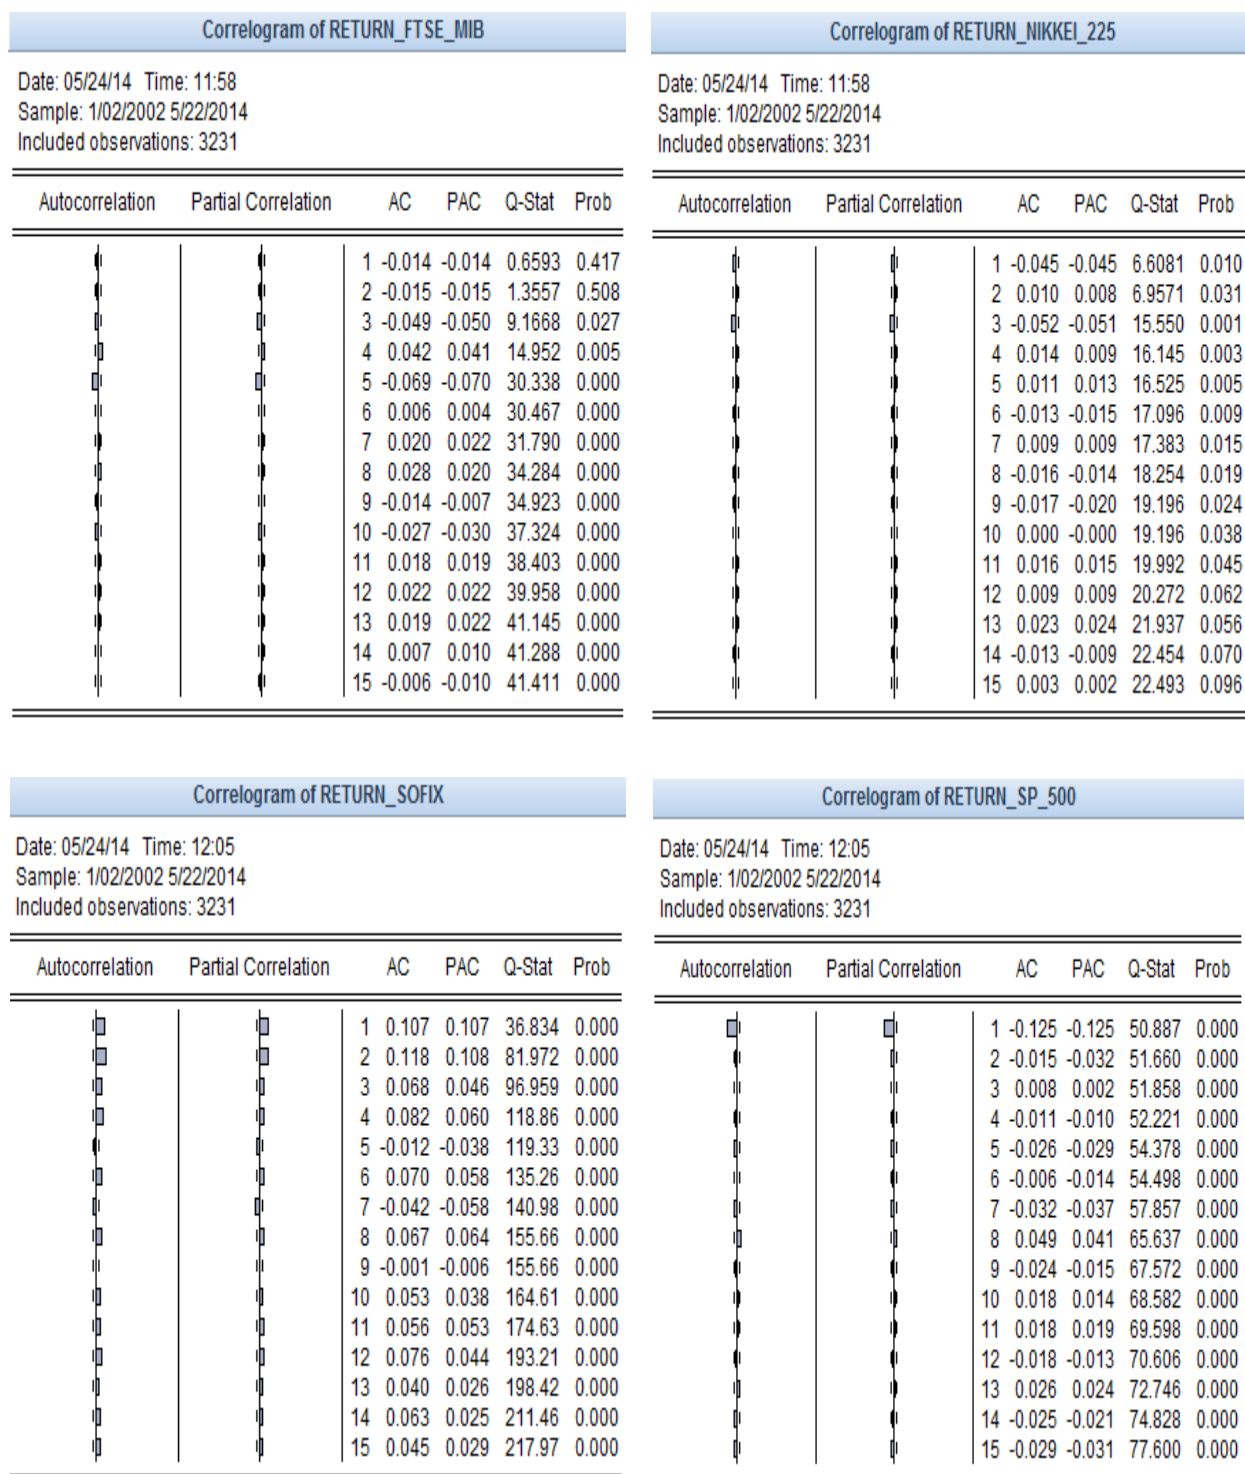 Correlogram of RETURN_FTSE_MIB
Date: 05/24/14 Time: 11:58
Sample: 1/02/2002 5/22/2014
Included observations: 3231
Autocorrelation Partial Correlation AC PAC Q-Stat Prob
1 -0.014 -0.014 0.6593 0.417
2 -0.015 -0.015 1.3557 0.508
3 -0.049 -0.050 9.1668 0.027
4 0.042 0.041 14.952 0.005
5 -0.069 -0.070 30.338 0.000
6 0.006 0.004 30.467 0.000
7 0.020 0.022 31.790 0.000
8 0.028 0.020 34.284 0.000
9 -0.014 -0.007 34.923 0.000
10 -0.027 -0.030 37.324 0.000
11 0.018 0.019 38.403 0.000
12 0.022 0.022 39.958 0.000
13 0.019 0.022 41.145 0.000
14 0.007 0.010 41.288 0.000
15 -0.006 -0.010 41.411 0.000
Correlogram of RETURN_NIKKEI_225
Date: 05/24/14 Time: 11:58
Sample: 1/02/2002 5/22/2014
Included observations: 3231
Autocorrelation Partial Correlation AC PAC Q-Stat Prob
1 -0.045 -0.045 6.6081 0.010
2 0.010 0.008 6.9571 0.031
3 -0.052 -0.051 15.550 0.001
4 0.014 0.009 16.145 0.003
5 0.011 0.013 16.525 0.005
6 -0.013 -0.015 17.096 0.009
7 0.009 0.009 17.383 0.015
8 -0.016 -0.014 18.254 0.019
9 -0.017 -0.020 19.196 0.024
10 0.000 -0.000 19.196 0.038
11 0.016 0.015 19.992 0.045
12 0.009 0.009 20.272 0.062
13 0.023 0.024 21.937 0.056
14 -0.013 -0.009 22.454 0.070
15 0.003 0.002 22.493 0.096
Correlogram of RETURN_SOFIX
Date: 05/24/14 Time: 12:05
Sample: 1/02/2002 5/22/2014
Included observations: 3231
Autocorrelation Partial Correlation AC PAC Q-Stat Prob
1 0.107 0.107 36.834 0.000
2 0.118 0.108 81.972 0.000
3 0.068 0.046 96.959 0.000
4 0.082 0.060 118.86 0.000
5 -0.012 -0.038 119.33 0.000
6 0.070 0.058 135.26 0.000
7 -0.042 -0.058 140.98 0.000
8 0.067 0.064 155.66 0.000
9 -0.001 -0.006 155.66 0.000
10 0.053 0.038 164.61 0.000
11 0.056 0.053 174.63 0.000
12 0.076 0.044 193.21 0.000
13 0.040 0.026 198.42 0.000
14 0.063 0.025 211.46 0.000
15 0.045 0.029 217.97 0.000
Correlogram of RETURN_SP_500
Date: 05/24/14 Time: 12:05
Sample: 1/02/2002 5/22/2014
Included observations: 3231
Autocorrelation Partial Correlation AC PAC Q-Stat Prob
1 -0.125 -0.125 50.887 0.000
2 -0.015 -0.032 51.660 0.000
3 0.008 0.002 51.858 0.000
4 -0.011 -0.010 52.221 0.000
5 -0.026 -0.029 54.378 0.000
6 -0.006 -0.014 54.498 0.000
7 -0.032 -0.037 57.857 0.000
8 0.049 0.041 65.637 0.000
9 -0.024 -0.015 67.572 0.000
10 0.018 0.014 68.582 0.000
11 0.018 0.019 69.598 0.000
12 -0.018 -0.013 70.606 0.000
13 0.026 0.024 72.746 0.000
14 -0.025 -0.021 74.828 0.000
15 -0.029 -0.031 77.600 0.000